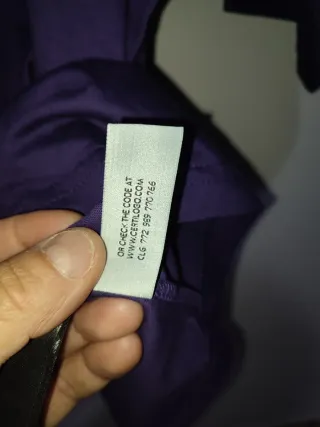 OR CHECK THE CODE AT
WWW.CERTILOGO.COM
CLG 772 989 770 766